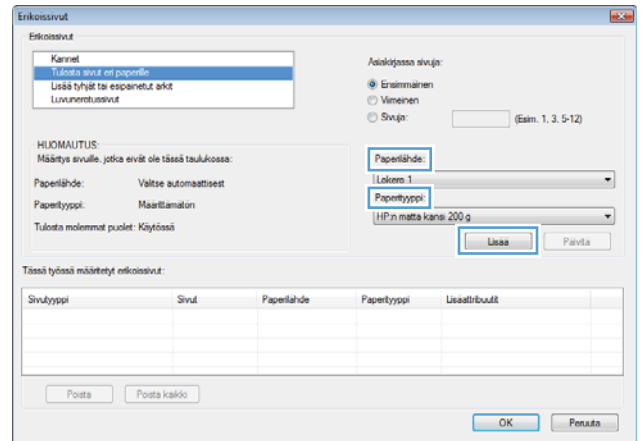 Erikoissivut
Erikoissivut
Kannet
Tulosta sivut eri paperille
Lisää tyhjät tai esipainetut arkit
Luvunerotussivut
Asiakirjassa sivuja:
Ensimmäinen
Viimeinen
Sivuja:
(Esim. 1, 3. 5-12)
HUOMAUTUS:
Määritys sivuille, jotka eivät ole tässä taulukossa:
Paperilähde: Valitse automaattisest
Paperityyppi: Määrittämätön
Tulosta molemmat puolet: Käytössä
Paperilähde:
Lokero 1
Paperityyppi:
HP:n matta kansi 200 g
Lisää
Päivitä
Tässä työssä määritetyt erikoissivut:
Sivutyyppi Sivut Paperilähde Paperityyppi Lisäattribuutit
Poista Poista kaikki
OK Peruuta